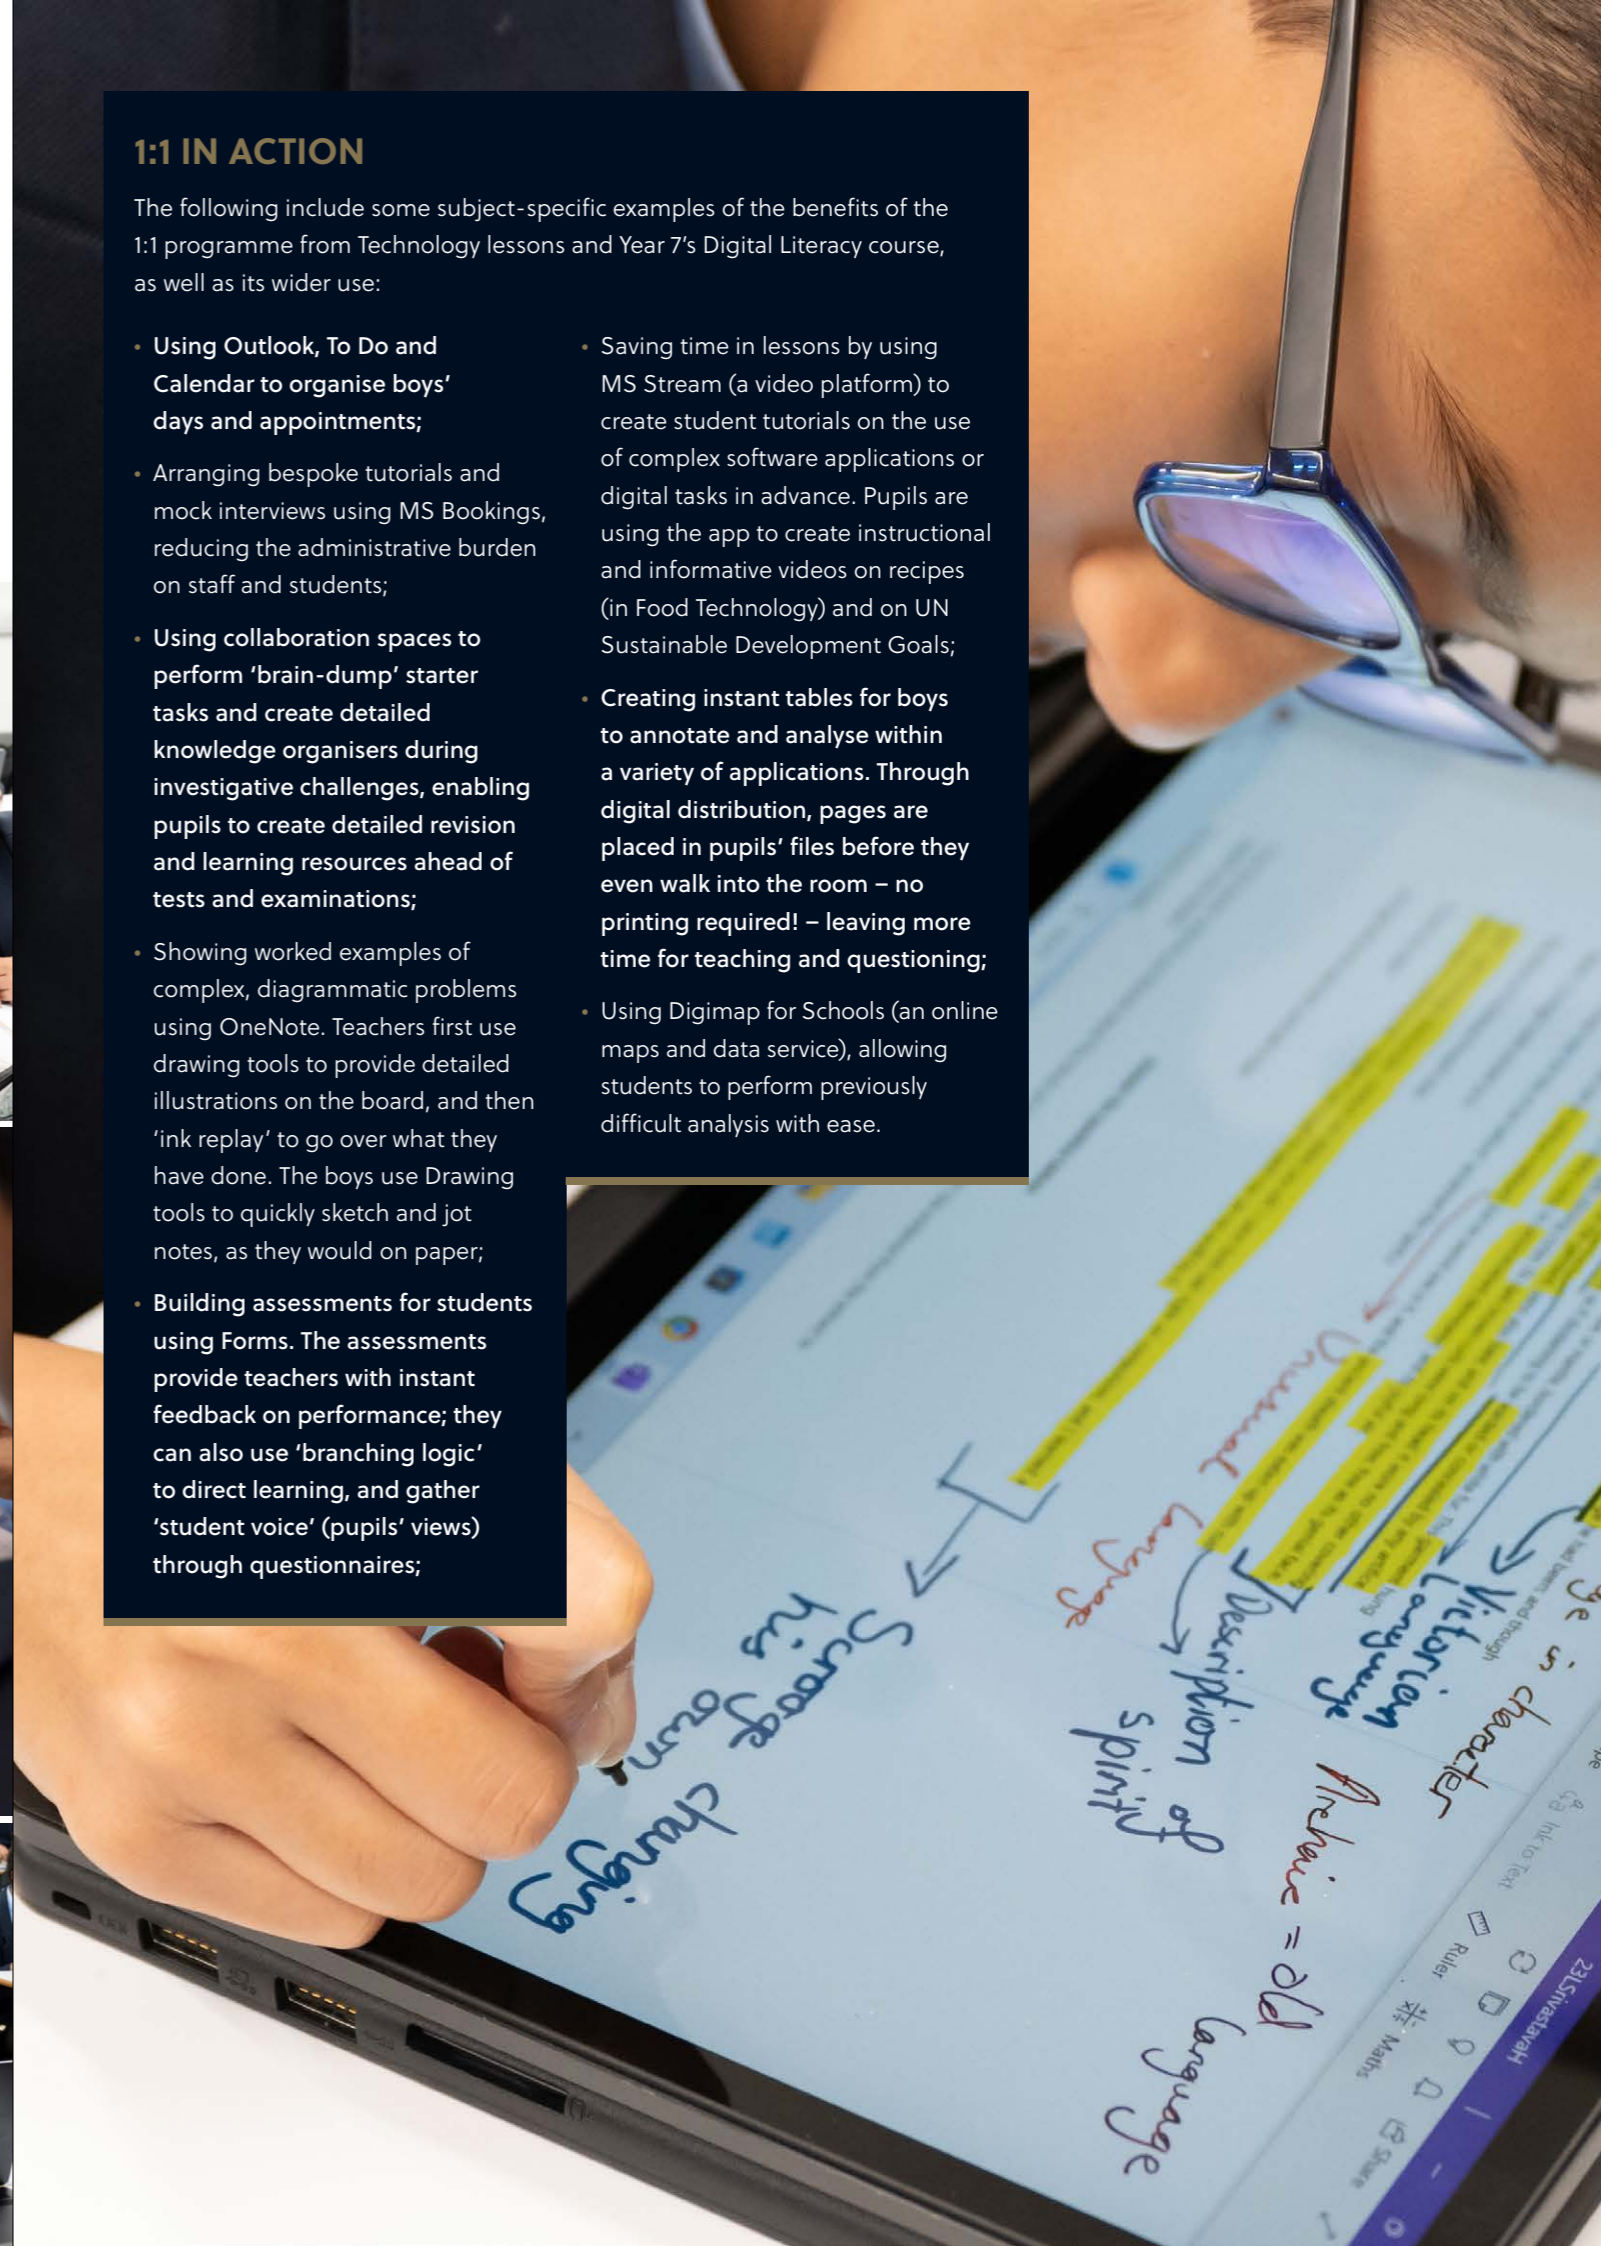 1:1 IN ACTION
The following include some subject-specific examples of the benefits of the
1:1 programme from Technology lessons and Year 7’s Digital Literacy course,
as well as its wider use:
• Using Outlook, To Do and
Calendar to organise boys’
days and appointments;
• Arranging bespoke tutorials and
mock interviews using MS Bookings,
reducing the administrative burden
on staff and students;
• Using collaboration spaces to
perform ‘brain-dump’ starter
tasks and create detailed
knowledge organisers during
investigative challenges, enabling
pupils to create detailed revision
and learning resources ahead of
tests and examinations;
• Showing worked examples of
complex, diagrammatic problems
using OneNote. Teachers first use
drawing tools to provide detailed
illustrations on the board, and then
‘ink replay’ to go over what they
have done. The boys use Drawing
tools to quickly sketch and jot
notes, as they would on paper;
• Building assessments for students
using Forms. The assessments
provide teachers with instant
feedback on performance; they
can also use ‘branching logic’
to direct learning, and gather
‘student voice’ (pupils’ views)
through questionnaires;
• Saving time in lessons by using
MS Stream (a video platform) to
create student tutorials on the use
of complex software applications or
digital tasks in advance. Pupils are
using the app to create instructional
and informative videos on recipes
(in Food Technology) and on UN
Sustainable Development Goals;
• Creating instant tables for boys
to annotate and analyse within
a variety of applications. Through
digital distribution, pages are
placed in pupils’ files before they
even walk into the room – no
printing required! – leaving more
time for teaching and questioning;
• Using Digimap for Schools (an online
maps and data service), allowing
students to perform previously
difficult analysis with ease.
23LSrivastavaH
Share
Maths
Ruler
Ink to Text
in character
Archaic = old language
Victorian
Language
Description
of
spirit
Unusual language
Scrooge
his
own
changing